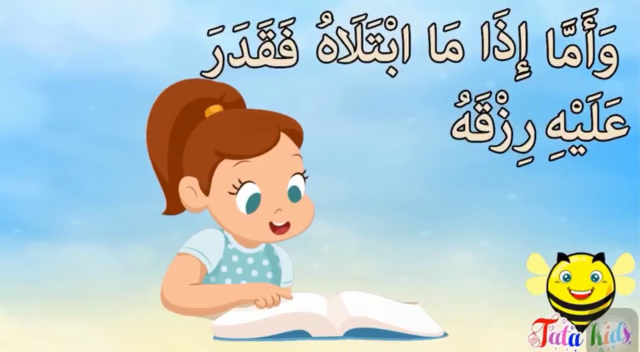 وَأَمَّا إِذَا مَا ابْتَلَاهُ فَقَدَرَ
عَلَيْهِ رِزْقَهُ
Tata kids